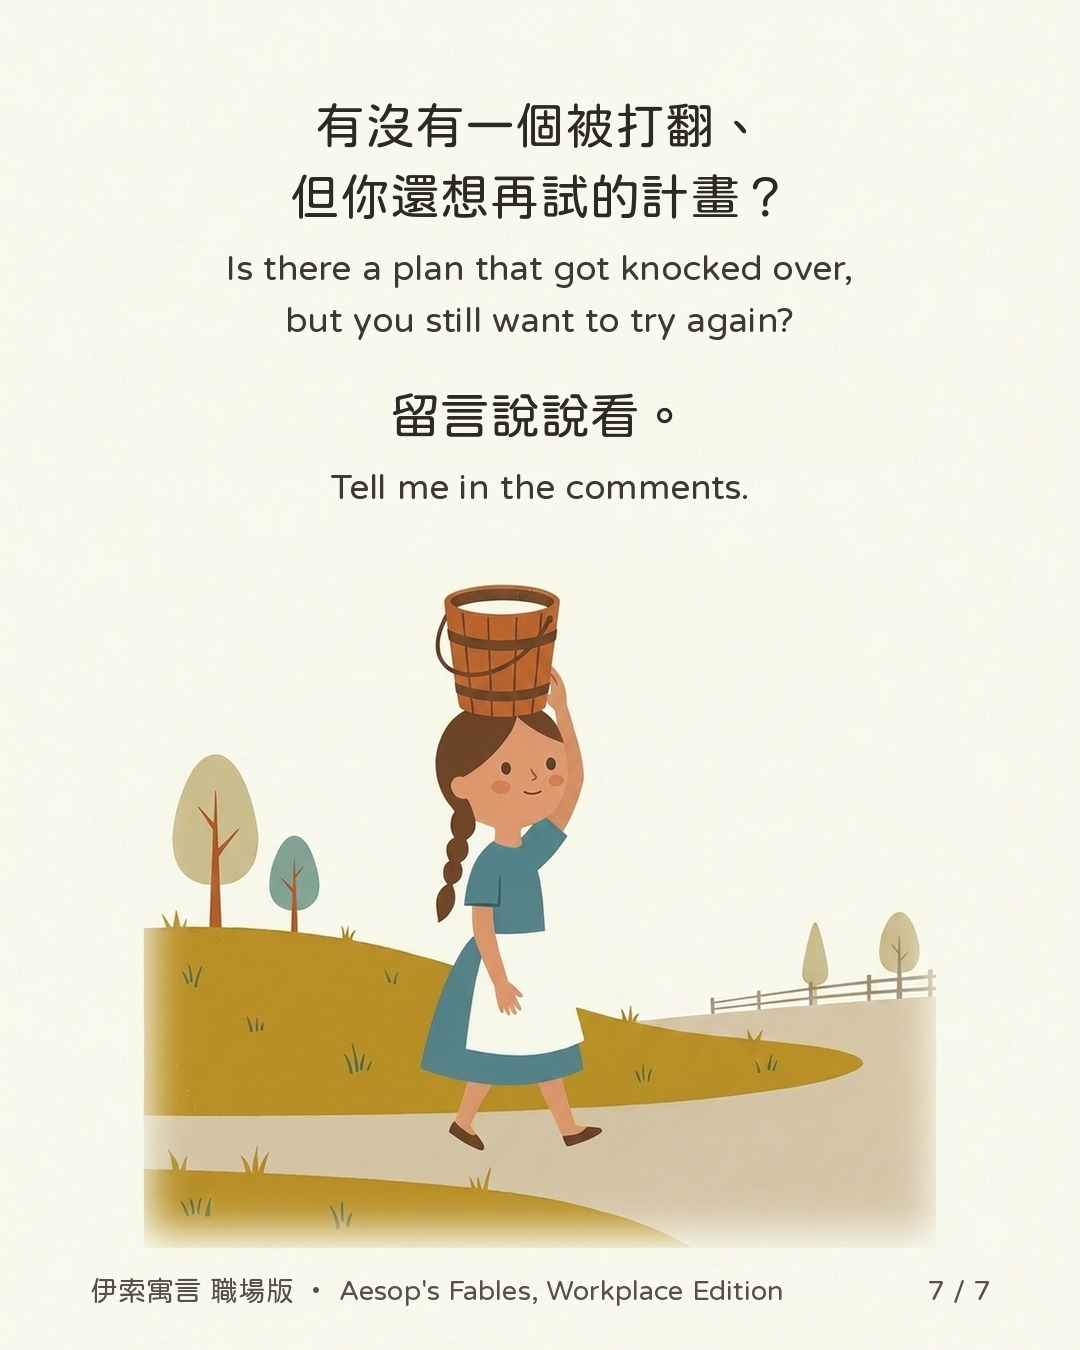 有沒有一個被打翻、
但你還想再試的計畫？
Is there a plan that got knocked over,
but you still want to try again?
留言說說看。
Tell me in the comments.
伊索寓言 職場版 • Aesop's Fables, Workplace Edition
7 / 7